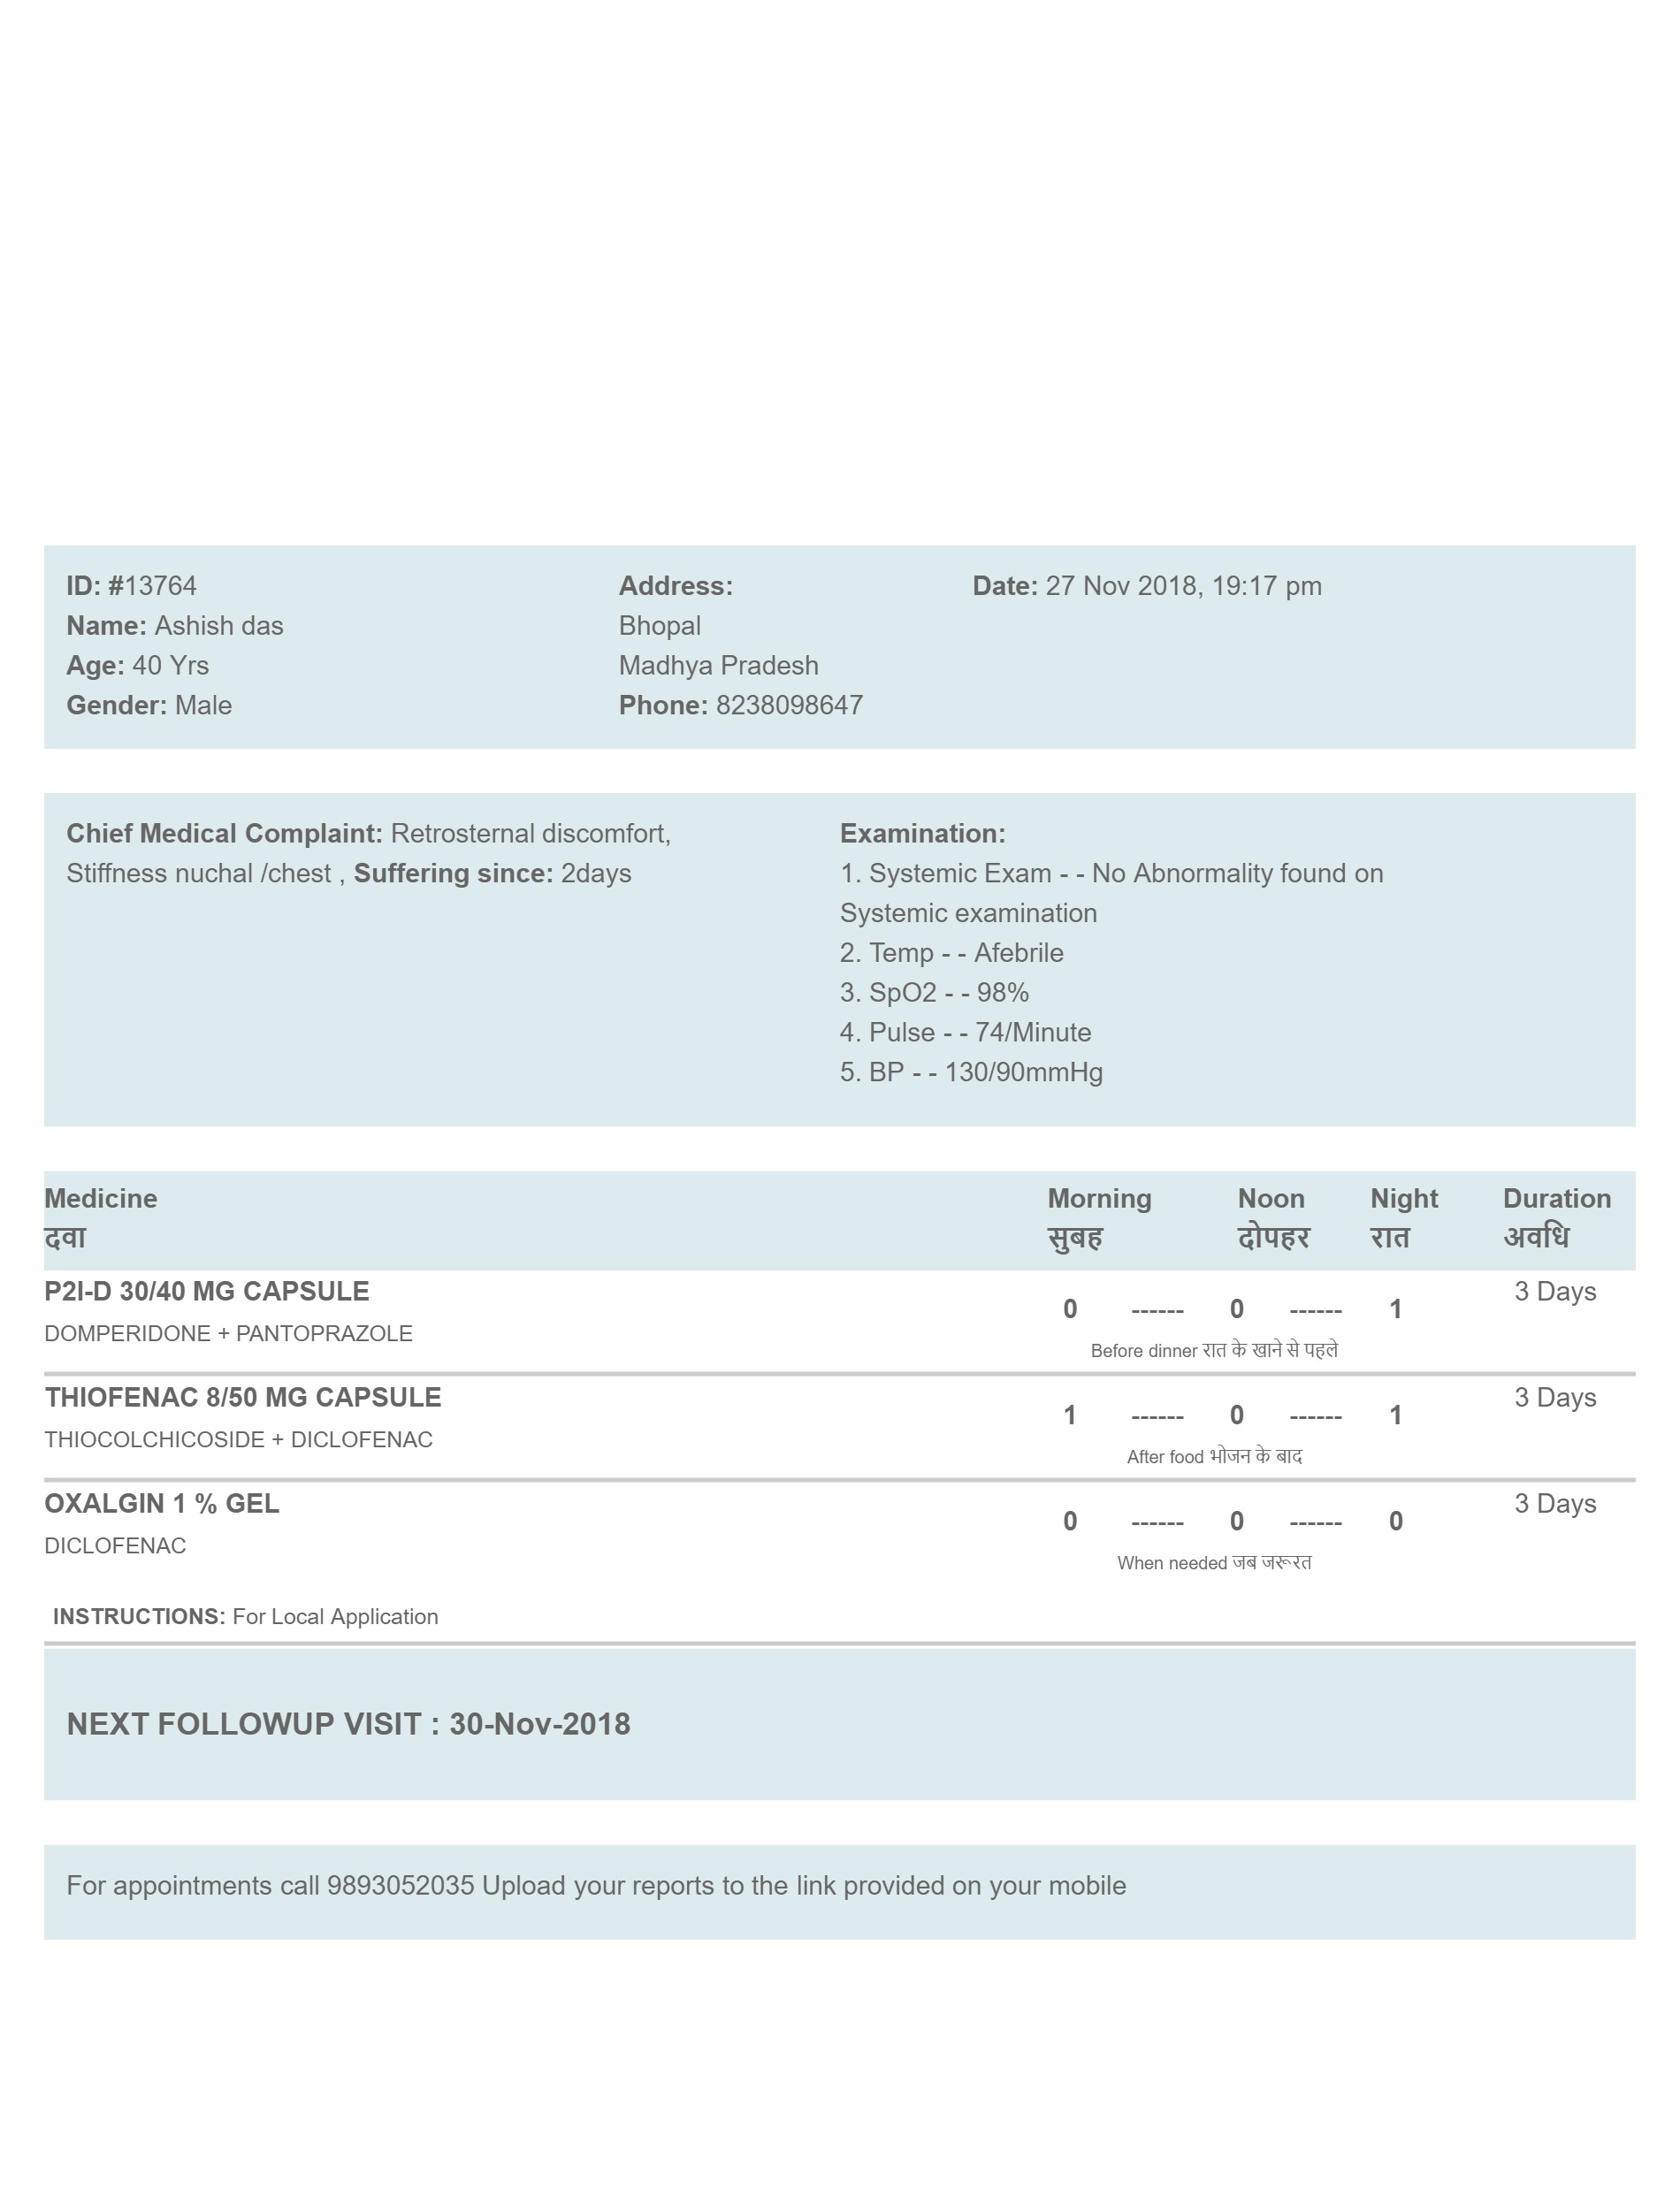 ID: #13764
Name: Ashish das
Age: 40 Yrs
Gender: Male
Address:
Bhopal
Madhya Pradesh
Phone: 8238098647
Date: 27 Nov 2018, 19:17 pm
Chief Medical Complaint: Retrosternal discomfort,
Stiffness nuchal /chest , Suffering since: 2days
Examination:
1. Systemic Exam - - No Abnormality found on
Systemic examination
2. Temp - - Afebrile
3. SpO2 - - 98%
4. Pulse - - 74/Minute
5. BP - - 130/90mmHg
Medicine Morning Noon Night Duration
दवा सुबह दोपहर रात अवधि
P2I-D 30/40 MG CAPSULE 0 ------ 0 ------ 1 3 Days
DOMPERIDONE + PANTOPRAZOLE
Before dinner रात के खाने से पहले
THIOFENAC 8/50 MG CAPSULE 1 ------ 0 ------ 1 3 Days
THIOCOLCHICOSIDE + DICLOFENAC
After food भोजन के बाद
OXALGIN 1 % GEL 0 ------ 0 ------ 0 3 Days
DICLOFENAC
When needed जब जरूरत
INSTRUCTIONS: For Local Application
NEXT FOLLOWUP VISIT : 30-Nov-2018
For appointments call 9893052035 Upload your reports to the link provided on your mobile